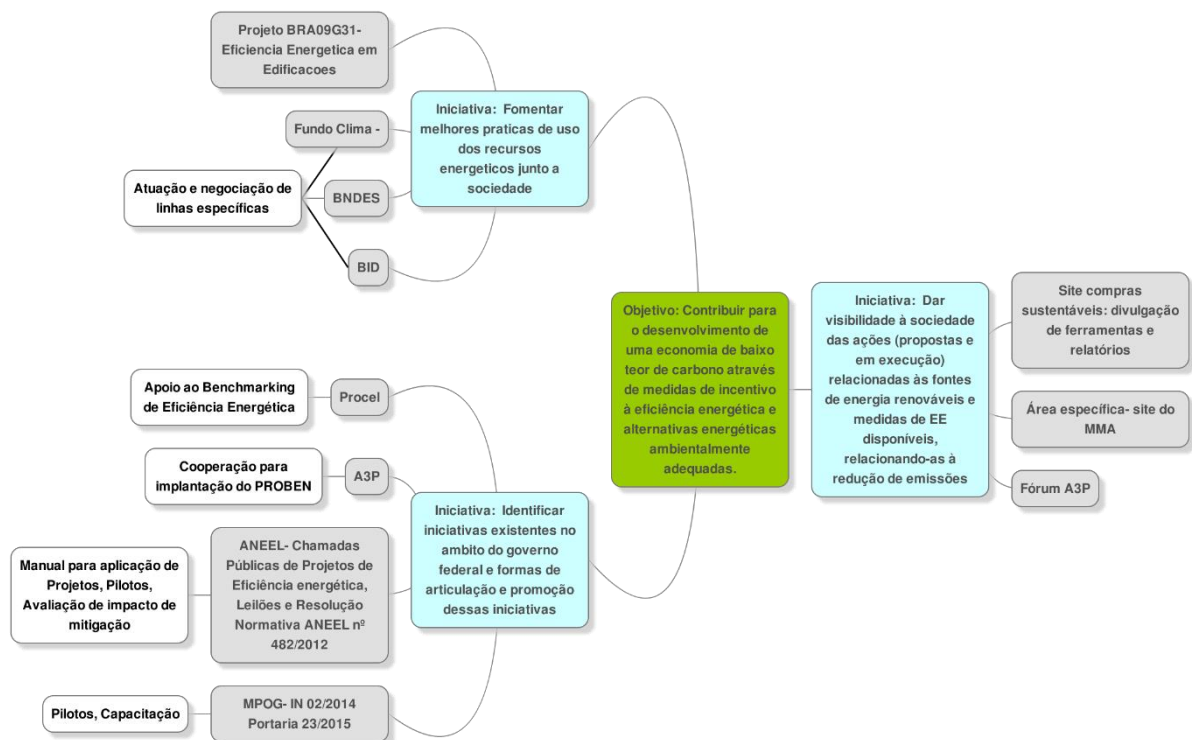 Projeto BRA09G31-
Eficiencia Energetica em
Edificacoes
Fundo Clima -
Atuação e negociação de
linhas específicas
BNDES
BID
Iniciativa: Fomentar
melhores praticas de uso
dos recursos
energeticos junto a
sociedade
Apoio ao Benchmarking
de Eficiência Energética
Procel
Cooperação para
implantação do PROBEN
A3P
Manual para aplicação de
Projetos, Pilotos,
Avaliação de impacto de
mitigação
ANEEL- Chamadas
Públicas de Projetos de
Eficiência energética,
Leilões e Resolução
Normativa ANEEL nº
482/2012
Pilotos, Capacitação
MPOG- IN 02/2014
Portaria 23/2015
Iniciativa: Identificar
iniciativas existentes no
ambito do governo
federal e formas de
articulação e promoção
dessas iniciativas
Objetivo: Contribuir para
o desenvolvimento de
uma economia de baixo
teor de carbono através
de medidas de incentivo
à eficiência energética e
alternativas energéticas
ambientalmente
adequadas.
Iniciativa: Dar
visibilidade à sociedade
das ações (propostas e
em execução)
relacionadas às fontes
de energia renováveis e
medidas de EE
disponíveis,
relacionando-as à
redução de emissões
Site compras
sustentáveis: divulgação
de ferramentas e
relatórios
Área específica- site do
MMA
Fórum A3P